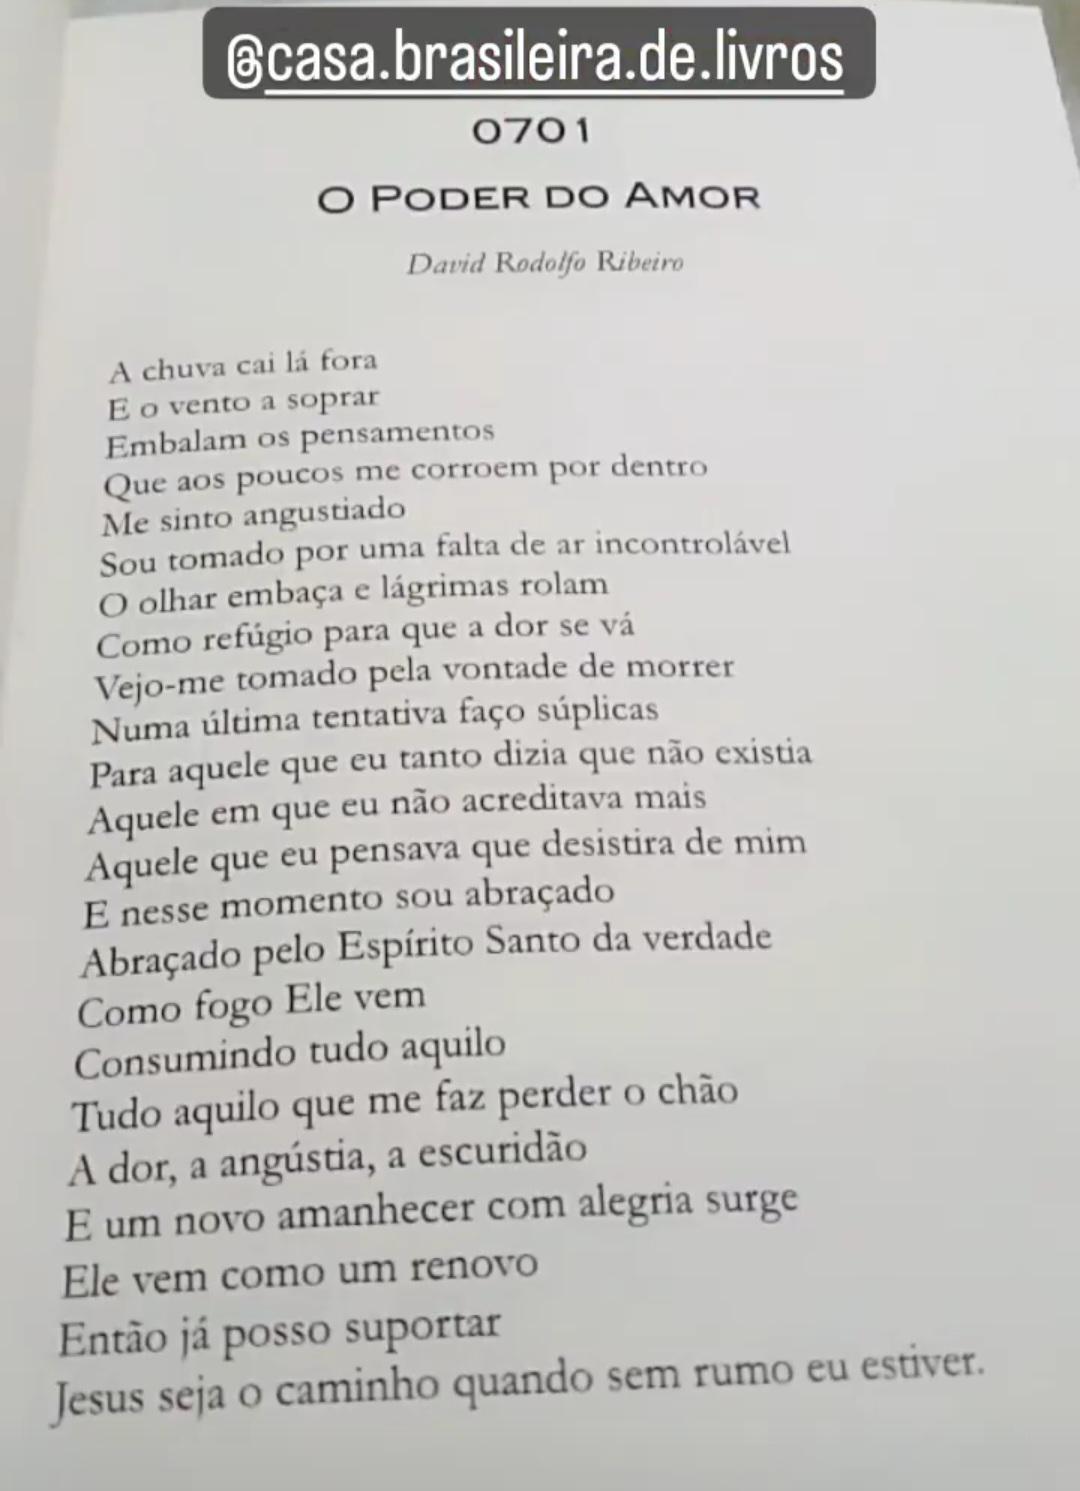 @casa.brasileira.de.livros
0701
O Poder do Amor
David Rodolfo Ribeiro
A chuva cai lá fora
E o vento a soprar
Embalam os pensamentos
Que aos poucos me corroem por dentro
Me sinto angustiado
Sou tomado por uma falta de ar incontrolável
O olhar embaça e lágrimas rolam
Como refúgio para que a dor se vá
Vejo-me tomado pela vontade de morrer
Numa última tentativa faço súplicas
Para aquele que eu tanto dizia que não existia
Aquele em que eu não acreditava mais
Aquele que eu pensava que desistira de mim
E nesse momento sou abraçado
Abraçado pelo Espírito Santo da verdade
Como fogo Ele vem
Consumindo tudo aquilo
Tudo aquilo que me faz perder o chão
A dor, a angústia, a escuridão
E um novo amanhecer com alegria surge
Ele vem como um renovo
Então já posso suportar
Jesus seja o caminho quando sem rumo eu estiver.